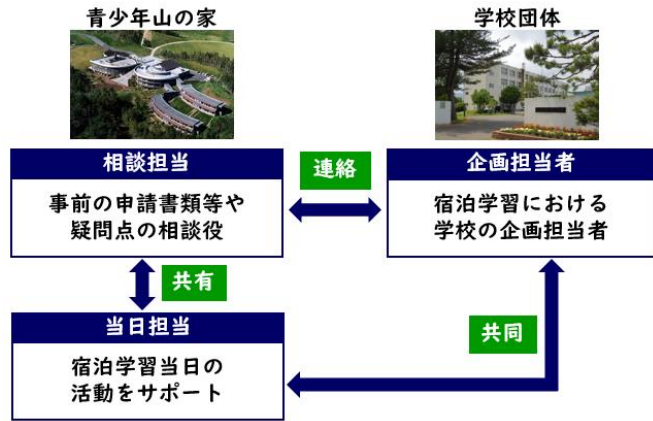 青少年山の家
学校団体
相談担当
事前の申請書類等や
疑問点の相談役
連絡
企画担当者
宿泊学習における
学校の企画担当者
共有
当日担当
宿泊学習当日の
活動をサポート
共同